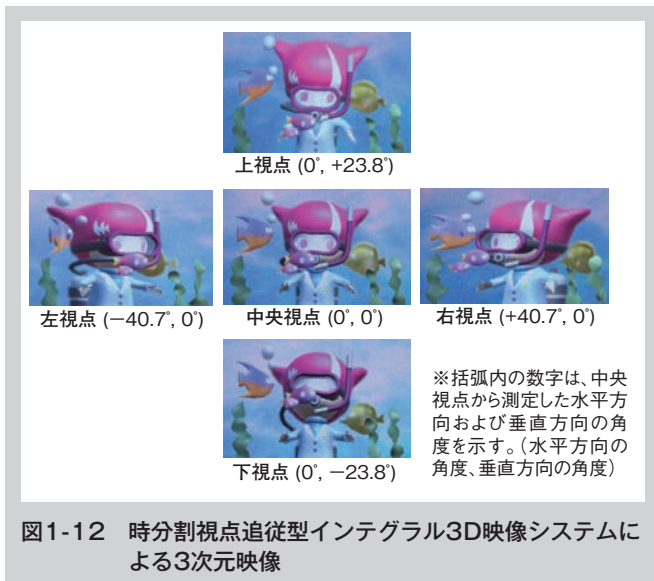 上視点 (0°, +23.8°)
左視点 (−40.7°, 0°)
中央視点 (0°, 0°)
右視点 (+40.7°, 0°)
下視点 (0°, −23.8°)
※括弧内の数字は、中央
視点から測定した水平方
向および垂直方向の角
度を示す。(水平方向の
角度、垂直方向の角度)
図1-12 時分割視点追従型インテグラル3D映像システムに
よる3次元映像